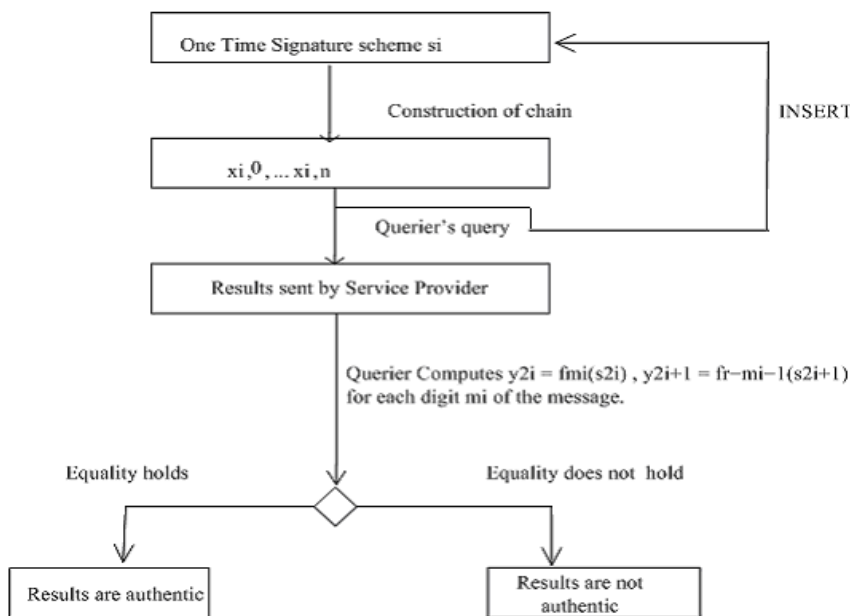 One Time Signature scheme si
Construction of chain
INSERT
xi,0, ... xi,n
Querier's query
Results sent by Service Provider
Querier Computes y2i = fmi(s2i) , y2i+1 = fr−mi−1(s2i+1)
for each digit mi of the message.
Equality holds
Equality does not hold
Results are authentic
Results are not
authentic